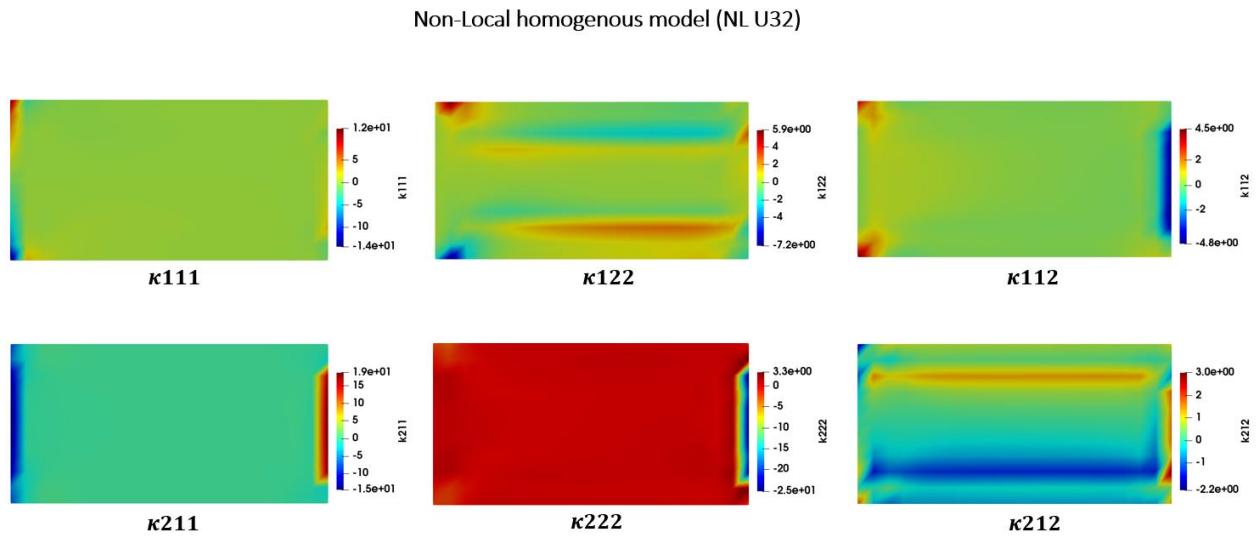 Non-Local homogenous model (NL U32)
1.2e+01
5
0
-5
-10
-1.4e+01
k111
κ111
5.9e+00
4
2
0
-2
-4
-7.2e+00
k122
κ122
4.5e+00
2
0
-2
-4.8e+00
k112
κ112
1.9e+01
15
10
5
0
-5
-10
-1.5e+01
k211
κ211
3.3e+00
0
-5
-10
-15
-20
-2.5e+01
k222
κ222
3.0e+00
2
1
0
-1
-2.2e+00
k212
κ212